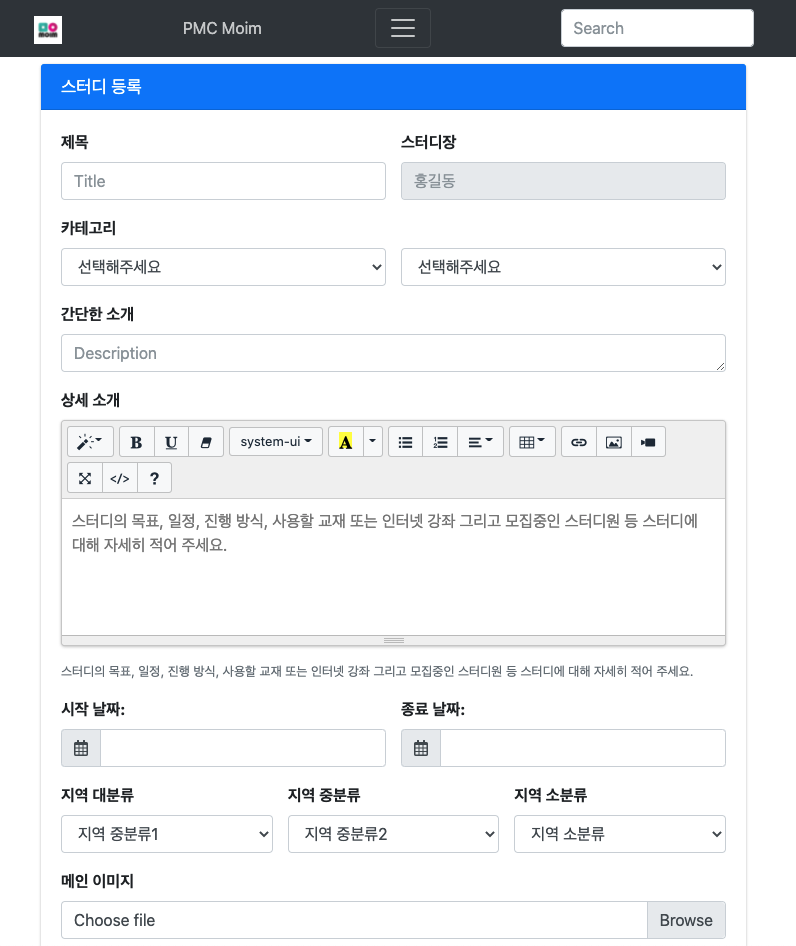 MOIM
PMC Moim
Search
스터디 등록
제목
스터디장
Title
홍길동
카테고리
선택해주세요
선택해주세요
간단한 소개
Description
상세 소개
B
U
system-ui
A
</>
?
스터디의 목표, 일정, 진행 방식, 사용할 교재 또는 인터넷 강좌 그리고 모집중인 스터디원 등 스터디에
대해 자세히 적어 주세요.
스터디의 목표, 일정, 진행 방식, 사용할 교재 또는 인터넷 강좌 그리고 모집중인 스터디원 등 스터디에 대해 자세히 적어 주세요.
시작 날짜:
종료 날짜:
지역 대분류
지역 중분류
지역 소분류
지역 중분류1
지역 중분류2
지역 소분류
메인 이미지
Choose file
Browse